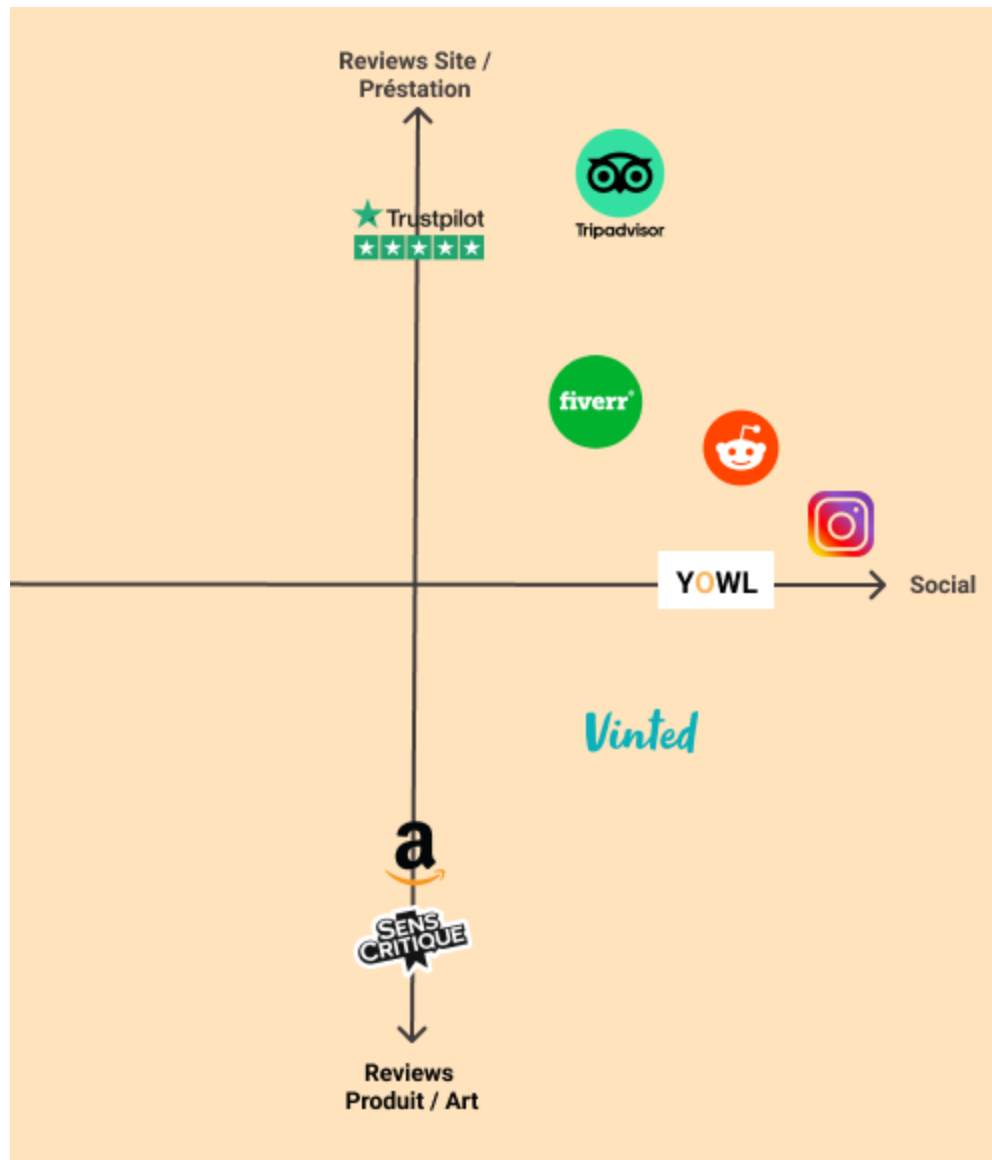 Reviews Site /
Préstation
Trustpilot
Tripadvisor
fiverr®
YOWL
Social
Vinted
a
SENS
CRITIQUE
Reviews
Produit / Art